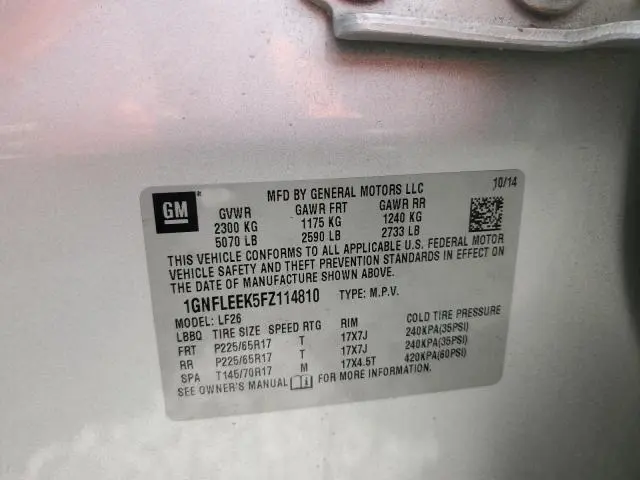 GM
MFD BY GENERAL MOTORS LLC 10/14
GVWR GAWR FRT GAWR RR
2300 KG 1175 KG 1240 KG
5070 LB 2590 LB 2733 LB
THIS VEHICLE CONFORMS TO ALL APPLICABLE U.S. FEDERAL MOTOR
VEHICLE SAFETY AND THEFT PREVENTION STANDARDS IN EFFECT ON
THE DATE OF MANUFACTURE SHOWN ABOVE.
1GNFLEEK5FZ114810 TYPE: M.P.V.
MODEL: LF26
LBBQ TIRE SIZE SPEED RTG RIM COLD TIRE PRESSURE
FRT P225/65R17 T 17X7J 240KPA(35PSI)
RR P225/65R17 T 17X7J 240KPA(35PSI)
SPA T145/70R17 M 17X4.5T 420KPA(60PSI)
SEE OWNER'S MANUAL FOR MORE INFORMATION.